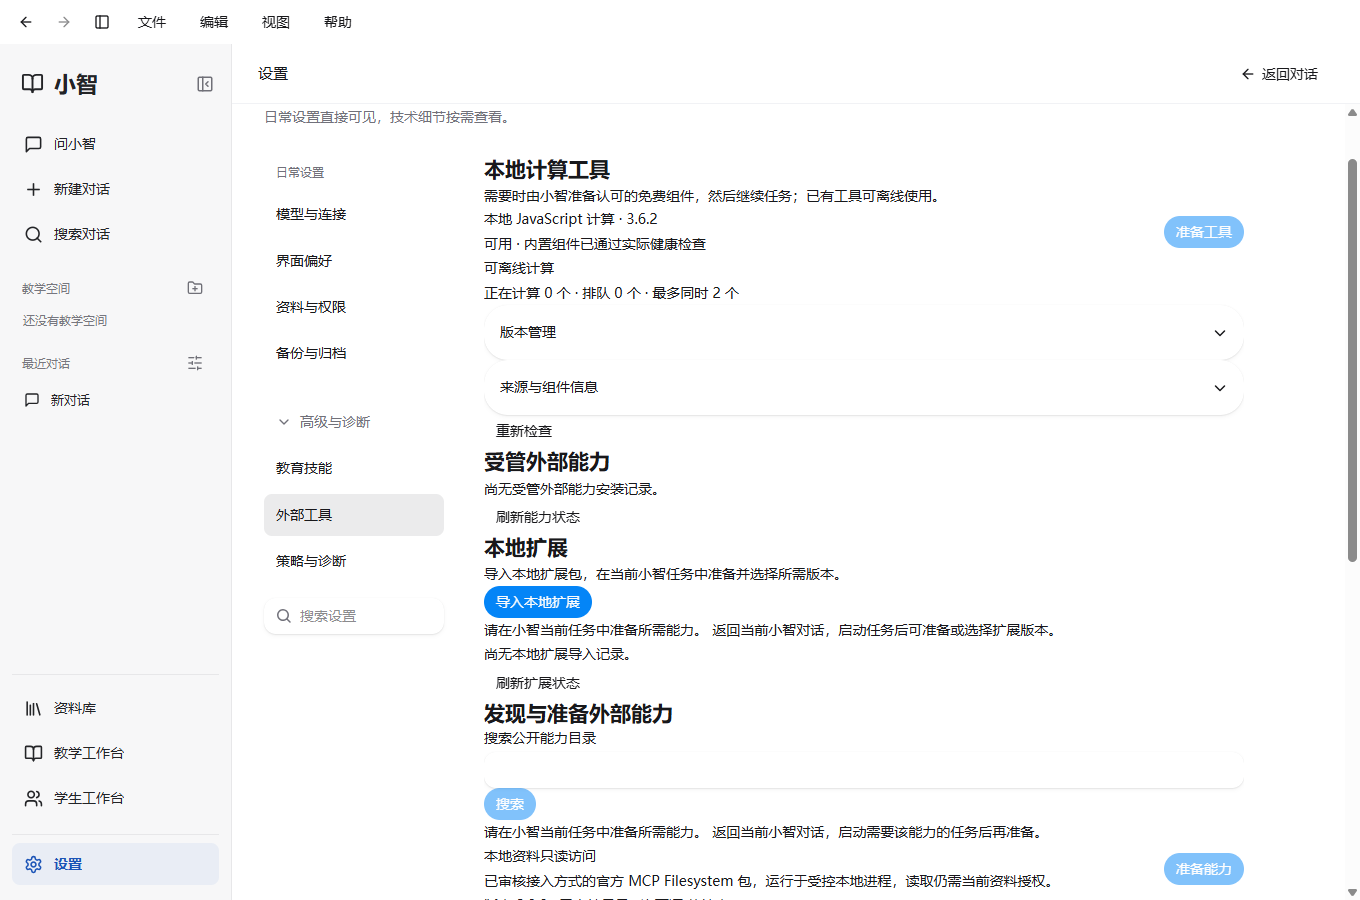 文件 编辑 视图 帮助
小智
设置
返回对话
问小智
新建对话
搜索对话
教学空间
还没有教学空间
最近对话
新对话
资料库
教学工作台
学生工作台
设置
日常设置直接可见，技术细节按需查看。
日常设置
模型与连接
界面偏好
资料与权限
备份与归档
高级与诊断
教育技能
外部工具
策略与诊断
搜索设置
本地计算工具
需要时由小智准备认可的免费组件，然后继续任务；已有工具可离线使用。
本地 JavaScript 计算 · 3.6.2
准备工具
可用 · 内置组件已通过实际健康检查
可离线计算
正在计算 0 个 · 排队 0 个 · 最多同时 2 个
版本管理
来源与组件信息
重新检查
受管外部能力
尚无受管外部能力安装记录。
刷新能力状态
本地扩展
导入本地扩展包，在当前小智任务中准备并选择所需版本。
导入本地扩展
请在小智当前任务中准备所需能力。 返回当前小智对话，启动任务后可准备或选择扩展版本。
尚无本地扩展导入记录。
刷新扩展状态
发现与准备外部能力
搜索公开能力目录
搜索
请在小智当前任务中准备所需能力。 返回当前小智对话，启动需要该能力的任务后再准备。
本地资料只读访问
准备能力
已审核接入方式的官方 MCP Filesystem 包，运行于受控本地进程，读取仍需当前资料授权。